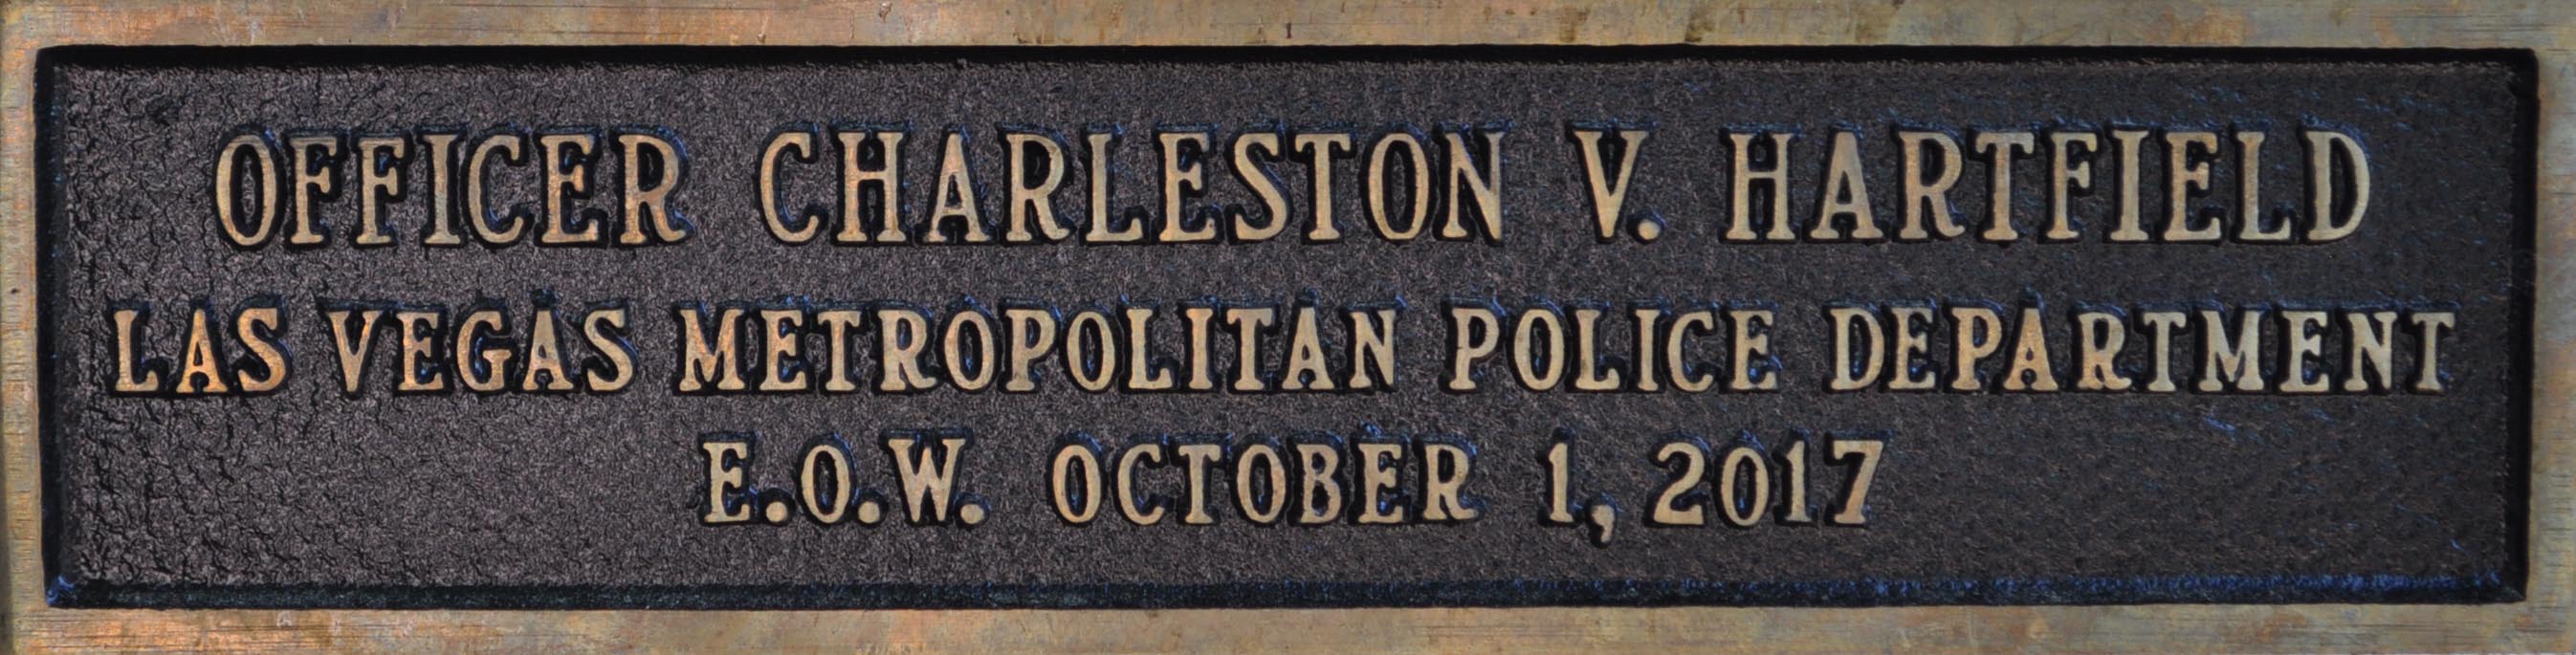 OFFICER CHARLESTON V. HARTFIELD
LAS VEGAS METROPOLITAN POLICE DEPARTMENT
E.O.W. OCTOBER 1, 2017